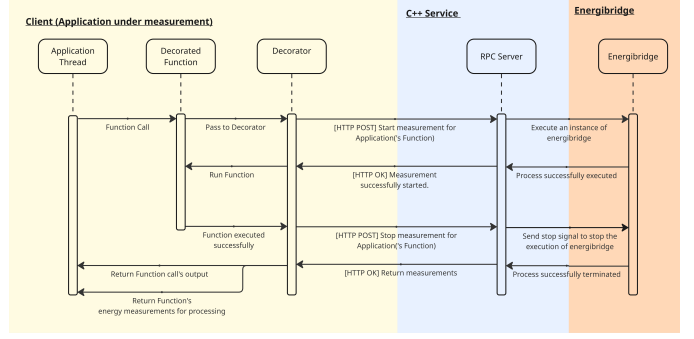 Client (Application under measurement)
C++ Service
Energibridge
Application
Thread
Decorated
Function
Decorator
RPC Server
Energibridge
Function Call
Pass to Decorator
[HTTP POST] Start measurement for
Application('s Function)
Execute an instance of
energibridge
Run Function
[HTTP OK] Measurement
successfully started.
Process successfully executed
Function executed
successfully
[HTTP POST] Stop measurement for
Application('s Function)
Send stop signal to stop the
execution of energibridge
Return Function call's output
[HTTP OK] Return measurements
Process successfully terminated
Return Function's
energy measurements for processing